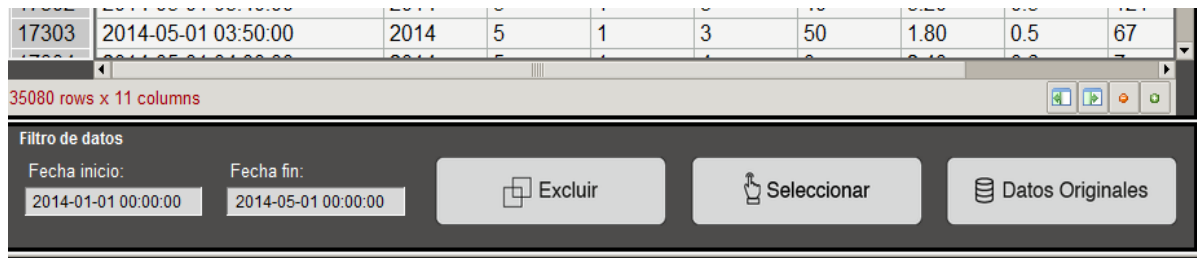 17303 2014-05-01 03:50:00 2014 5 1 3 50 1.80 0.5 67
35080 rows x 11 columns
Filtro de datos
Fecha inicio: Fecha fin:
2014-01-01 00:00:00 2014-05-01 00:00:00 Excluir Seleccionar Datos Originales